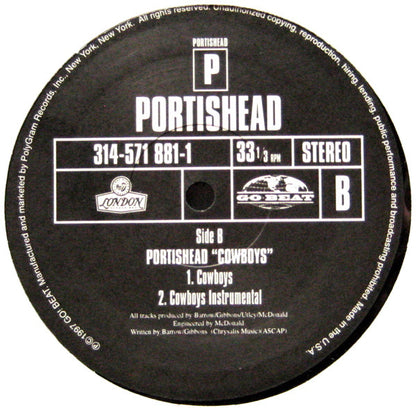 PORTISHEAD
P
PORTISHEAD
314-571 881-1
33 1/3 RPM
STEREO
LONDON
GO BEAT
B
Side B
PORTISHEAD "COWBOYS"
1. Cowboys
2. Cowboys Instrumental
All tracks produced by Barrow/Gibbons/Utley/McDonald
Engineered by McDonald
Written by Barrow/Gibbons (Chrysalis Music(ASCAP)
℗©1997 GO! BEAT Manufactured and marketed by PolyGram Records, Inc., New York, New York. All rights reserved. Unauthorized copying, reproduction, hiring, lending, public performance and broadcasting prohibited. Made in the U.S.A.